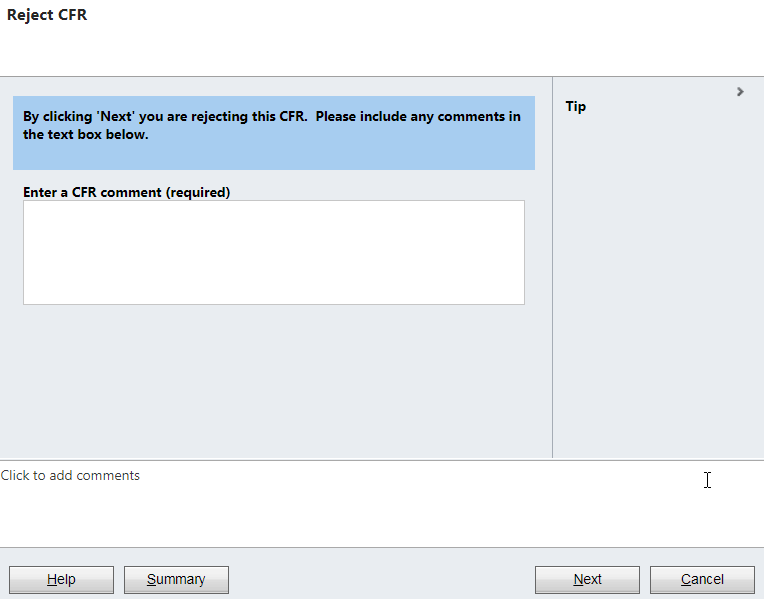 Reject CFR
Tip
By clicking 'Next' you are rejecting this CFR.  Please include any comments in
the text box below.
Enter a CFR comment (required)
Click to add comments
Help
Summary
Next
Cancel